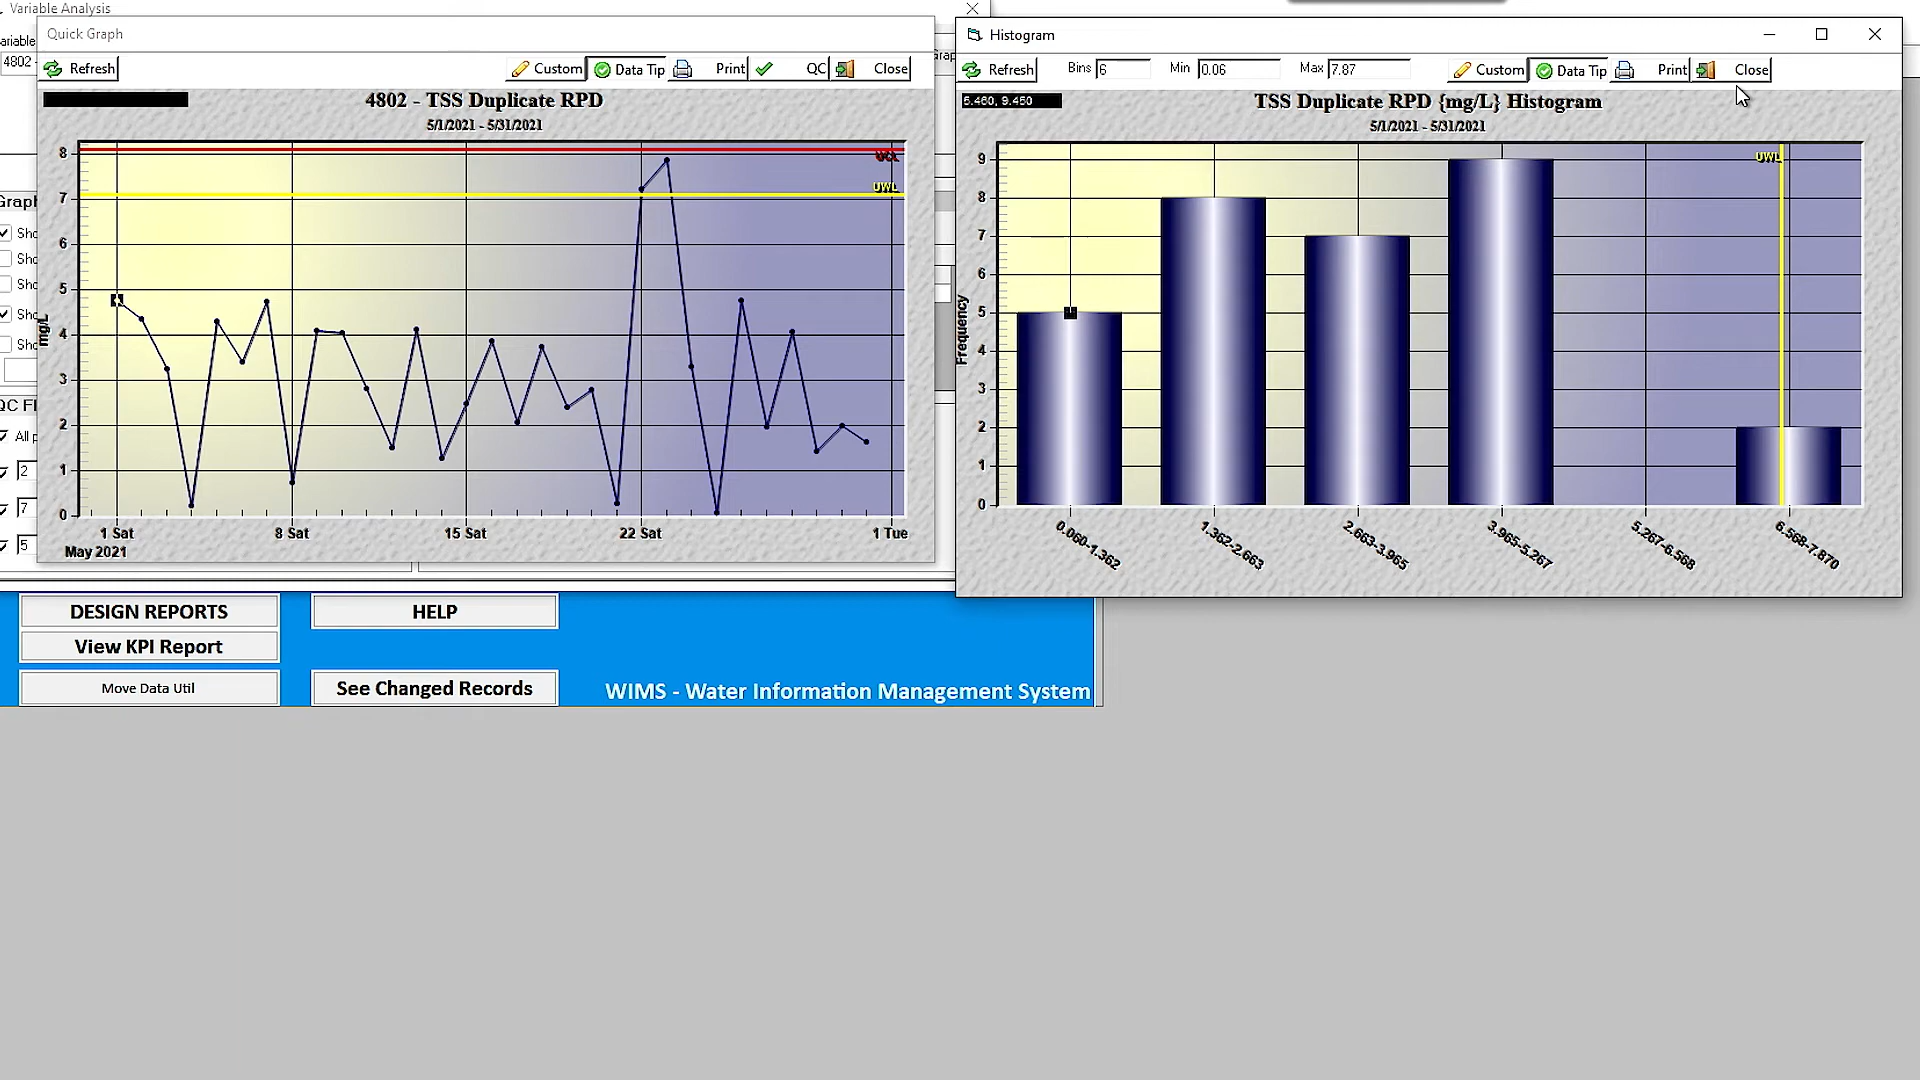 Variable Analysis
Quick Graph
Histogram
ariable
4802 -
Refresh
Custom
Data Tip
Print
QC
Close
Refresh
Bins
6
Min
0.06
Max
7.87
Custom
Data Tip
Print
Close
4802 - TSS Duplicate RPD
5/1/2021 - 5/31/2021
5.460, 9.450
TSS Duplicate RPD {mg/L} Histogram
5/1/2021 - 5/31/2021
UCL
UWL
8
7
6
5
4
3
2
1
0
mg/L
1 Sat
8 Sat
15 Sat
22 Sat
1 Tue
May 2021
UWL
9
8
7
6
5
4
3
2
1
0
Frequency
0.060-1.362
1.362-2.663
2.663-3.965
3.965-5.267
5.267-6.568
6.568-7.870
Graph
Sho
Sho
Sho
Sho
Sho
QC Fl
All p
2
7
5
DESIGN REPORTS
HELP
View KPI Report
Move Data Util
See Changed Records
WIMS - Water Information Management System